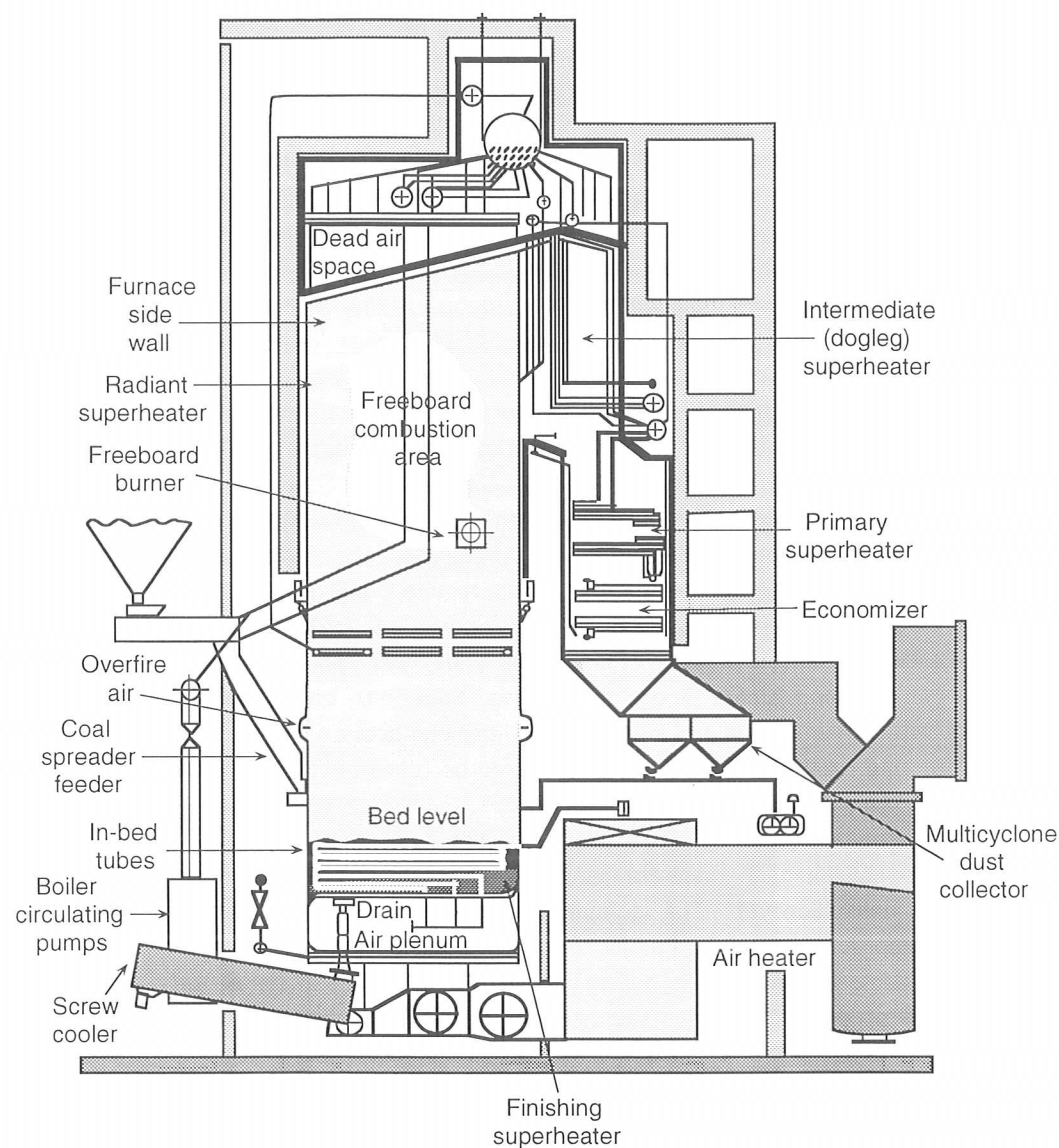 Dead air
space
Furnace
side
wall
Intermediate
(dogleg)
superheater
Radiant
superheater
Freeboard
combustion
area
Freeboard
burner
Primary
superheater
Economizer
Overfire
air
Coal
spreader
feeder
Bed level
In-bed
tubes
Multicyclone
dust
collector
Boiler
circulating
pumps
Drain
Air plenum
Air heater
Screw
cooler
Finishing
superheater